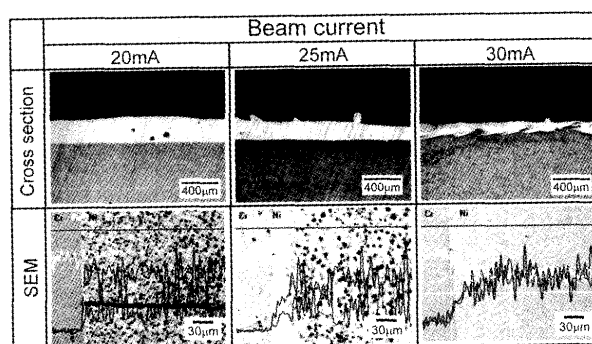 Beam current
20mA 25mA 30mA
Cross section
400μm 400μm 400μm
SEM
Ni Ni Ni
30μm 30μm 30μm